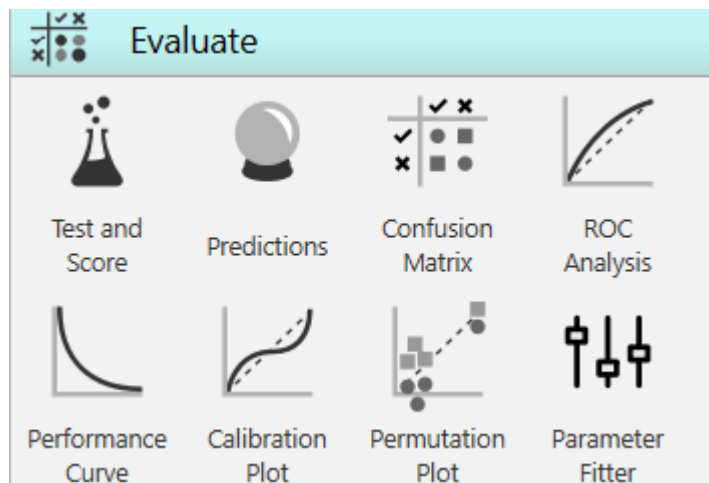 Evaluate
Test and
Score
Predictions
Confusion
Matrix
ROC
Analysis
Performance
Curve
Calibration
Plot
Permutation
Plot
Parameter
Fitter